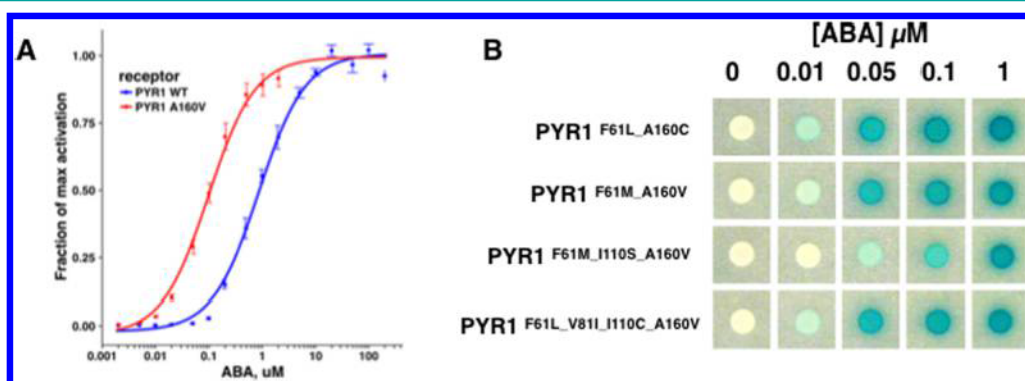 A
receptor
PYR1 WT
PYR1 A160V
Fraction of max activation
1.00
0.75
0.50
0.25
0.00
0.001 0.01 0.1 1 10 100
ABA, uM
B
[ABA] µM
0 0.01 0.05 0.1 1
PYR1 F61L_A160C
PYR1 F61M_A160V
PYR1 F61M_I110S_A160V
PYR1 F61L_V81I_I110C_A160V